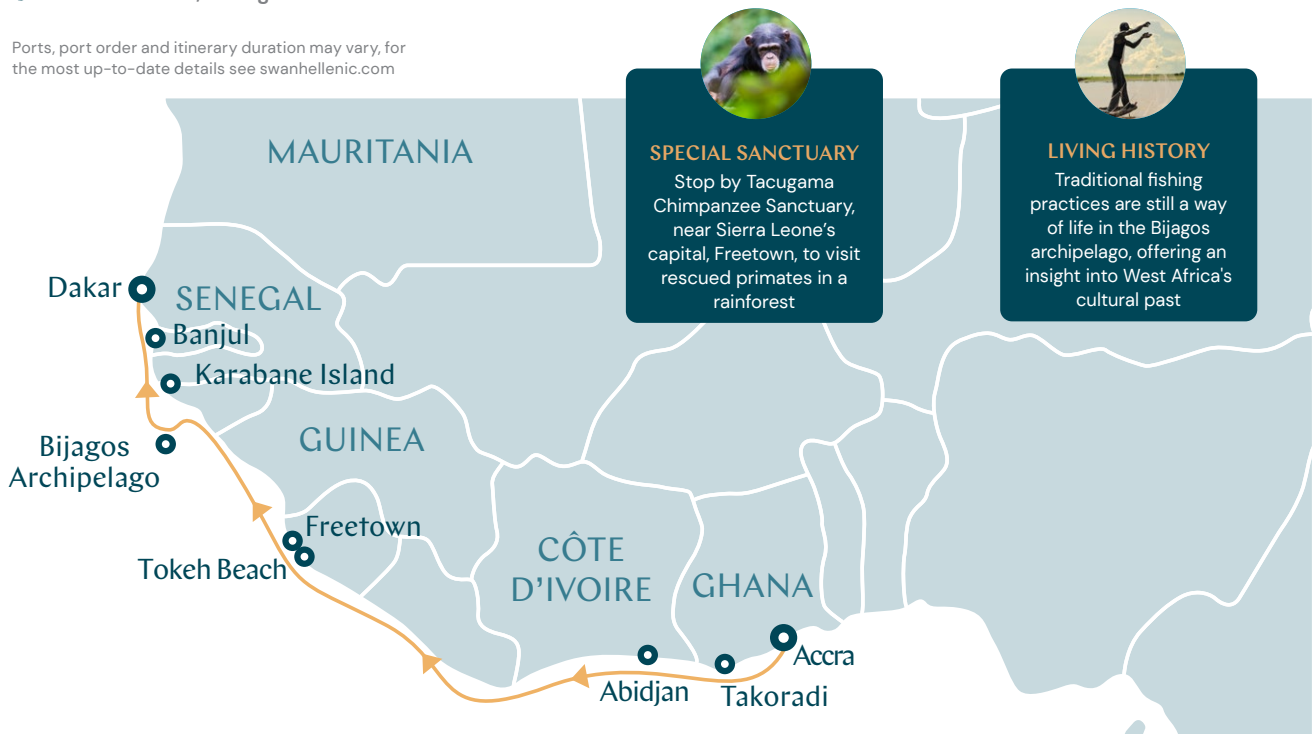 Ports, port order and itinerary duration may vary, for
the most up-to-date details see swanhellenic.com
SPECIAL SANCTUARY
Stop by Tacugama
Chimpanzee Sanctuary,
near Sierra Leone's
capital, Freetown, to visit
rescued primates in a
rainforest
LIVING HISTORY
Traditional fishing
practices are still a way
of life in the Bijagos
archipelago, offering an
insight into West Africa's
cultural past
MAURITANIA
Dakar
SENEGAL
Banjul
Karabane Island
GUINEA
Bijagos
Archipelago
Freetown
Tokeh Beach
CÔTE
D'IVOIRE
GHANA
Accra
Abidjan
Takoradi